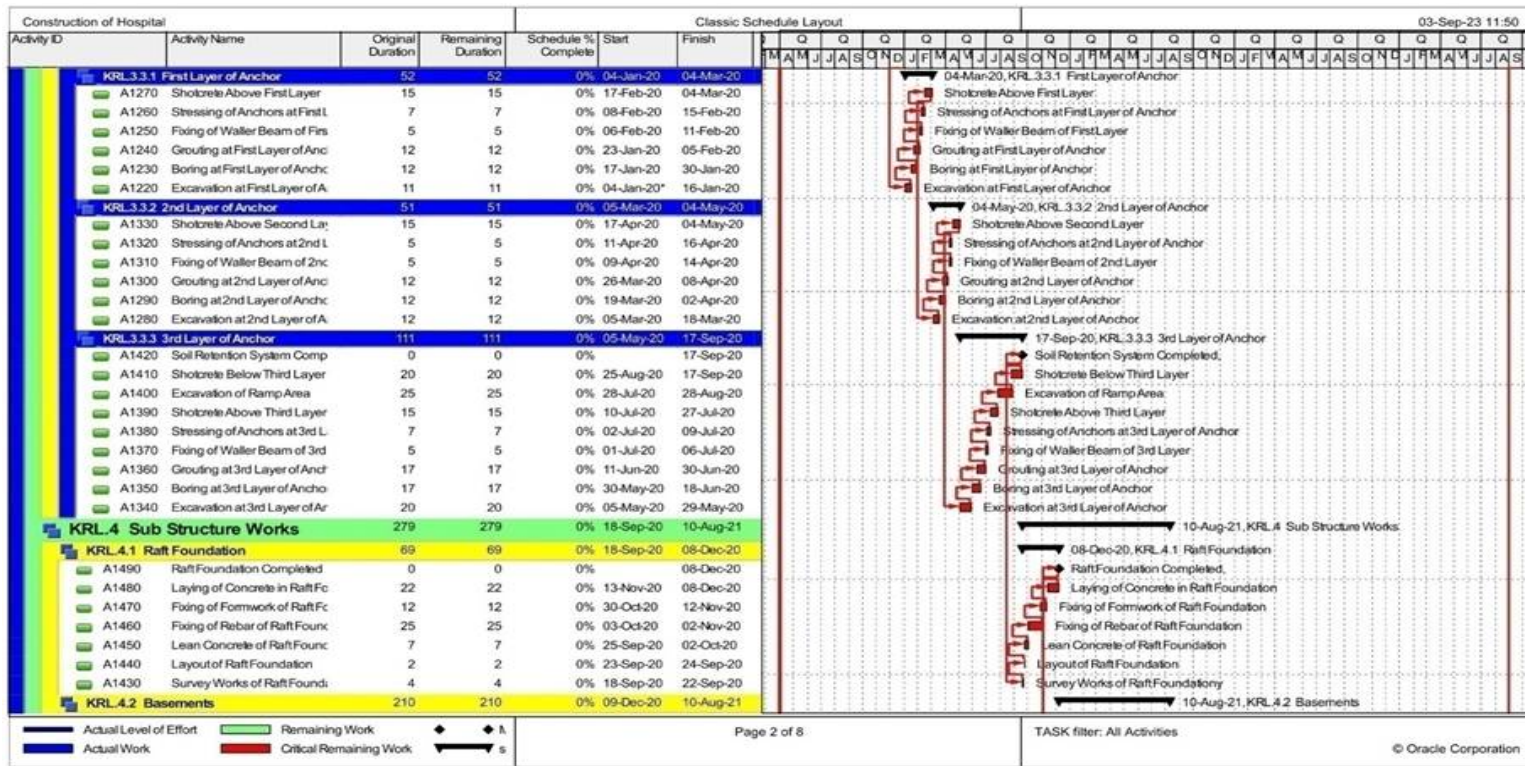 Construction of Hospital Classic Schedule Layout 03-Sep-23 11:50
Activity ID Activity Name Original Duration Remaining Duration Schedule % Complete Start Finish
Q Q Q Q Q Q Q Q Q Q Q Q Q Q Q Q
KRL.3.3.1 First Layer of Anchor 52 52 0% 04-Jan-20 04-Mar-20 04-Mar-20, KRL.3.3.1 First Layer of Anchor
A1270 Shotcrete Above First Layer 15 15 0% 17-Feb-20 04-Mar-20 Shotcrete Above First Layer
A1260 Stressing of Anchors at First L 7 7 0% 08-Feb-20 15-Feb-20 Stressing of Anchors at First Layer of Anchor
A1250 Fixing of Waller Beam of Firs 5 5 0% 06-Feb-20 11-Feb-20 Fixing of Waller Beam of First Layer
A1240 Grouting at First Layer of Anc 12 12 0% 23-Jan-20 05-Feb-20 Grouting at First Layer of Anchor
A1230 Boring at First Layer of Ancho 12 12 0% 17-Jan-20 30-Jan-20 Boring at First Layer of Anchor
A1220 Excavation at First Layer of A 11 11 0% 04-Jan-20* 16-Jan-20 Excavation at First Layer of Anchor
KRL.3.3.2 2nd Layer of Anchor 51 51 0% 05-Mar-20 04-May-20 04-May-20, KRL.3.3.2 2nd Layer of Anchor
A1330 Shotcrete Above Second Lay 15 15 0% 17-Apr-20 04-May-20 Shotcrete Above Second Layer
A1320 Stressing of Anchors at 2nd L 5 5 0% 11-Apr-20 16-Apr-20 Stressing of Anchors at 2nd Layer of Anchor
A1310 Fixing of Waller Beam of 2nc 5 5 0% 09-Apr-20 14-Apr-20 Fixing of Waller Beam of 2nd Layer
A1300 Grouting at 2nd Layer of Anc 12 12 0% 26-Mar-20 08-Apr-20 Grouting at 2nd Layer of Anchor
A1290 Boring at 2nd Layer of Ancho 12 12 0% 19-Mar-20 02-Apr-20 Boring at 2nd Layer of Anchor
A1280 Excavation at 2nd Layer of A 12 12 0% 05-Mar-20 18-Mar-20 Excavation at 2nd Layer of Anchor
KRL.3.3.3 3rd Layer of Anchor 111 111 0% 05-May-20 17-Sep-20 17-Sep-20, KRL.3.3.3 3rd Layer of Anchor
A1420 Soil Retention System Comp 0 0 0% 17-Sep-20 Soil Retention System Completed,
A1410 Shotcrete Below Third Layer 20 20 0% 25-Aug-20 17-Sep-20 Shotcrete Below Third Layer
A1400 Excavation of Ramp Area 25 25 0% 28-Jul-20 28-Aug-20 Excavation of Ramp Area
A1390 Shotcrete Above Third Layer 15 15 0% 10-Jul-20 27-Jul-20 Shotcrete Above Third Layer
A1380 Stressing of Anchors at 3rd L 7 7 0% 02-Jul-20 09-Jul-20 Stressing of Anchors at 3rd Layer of Anchor
A1370 Fixing of Waller Beam of 3rd 5 5 0% 01-Jul-20 06-Jul-20 Fixing of Waller Beam of 3rd Layer
A1360 Grouting at 3rd Layer of Anch 17 17 0% 11-Jun-20 30-Jun-20 Grouting at 3rd Layer of Anchor
A1350 Boring at 3rd Layer of Ancho 17 17 0% 30-May-20 18-Jun-20 Boring at 3rd Layer of Anchor
A1340 Excavation at 3rd Layer of Ar 20 20 0% 05-May-20 29-May-20 Excavation at 3rd Layer of Anchor
KRL.4 Sub Structure Works 279 279 0% 18-Sep-20 10-Aug-21 10-Aug-21, KRL.4 Sub Structure Works
KRL.4.1 Raft Foundation 69 69 0% 18-Sep-20 08-Dec-20 08-Dec-20, KRL.4.1 Raft Foundation
A1490 Raft Foundation Completed 0 0 0% 08-Dec-20 Raft Foundation Completed,
A1480 Laying of Concrete in Raft Fc 22 22 0% 13-Nov-20 08-Dec-20 Laying of Concrete in Raft Foundation
A1470 Fixing of Formwork of Raft Fc 12 12 0% 30-Oct-20 12-Nov-20 Fixing of Formwork of Raft Foundation
A1460 Fixing of Rebar of Raft Founc 25 25 0% 03-Oct-20 02-Nov-20 Fixing of Rebar of Raft Foundation
A1450 Lean Concrete of Raft Founc 7 7 0% 25-Sep-20 02-Oct-20 Lean Concrete of Raft Foundation
A1440 Layout of Raft Foundation 2 2 0% 23-Sep-20 24-Sep-20 Layout of Raft Foundation
A1430 Survey Works of Raft Founda 4 4 0% 18-Sep-20 22-Sep-20 Survey Works of Raft Foundationy
KRL.4.2 Basements 210 210 0% 09-Dec-20 10-Aug-21 10-Aug-21, KRL.4.2 Basements
Actual Level of Effort Remaining Work Page 2 of 8 TASK filter: All Activities
Actual Work Critical Remaining Work s
© Oracle Corporation